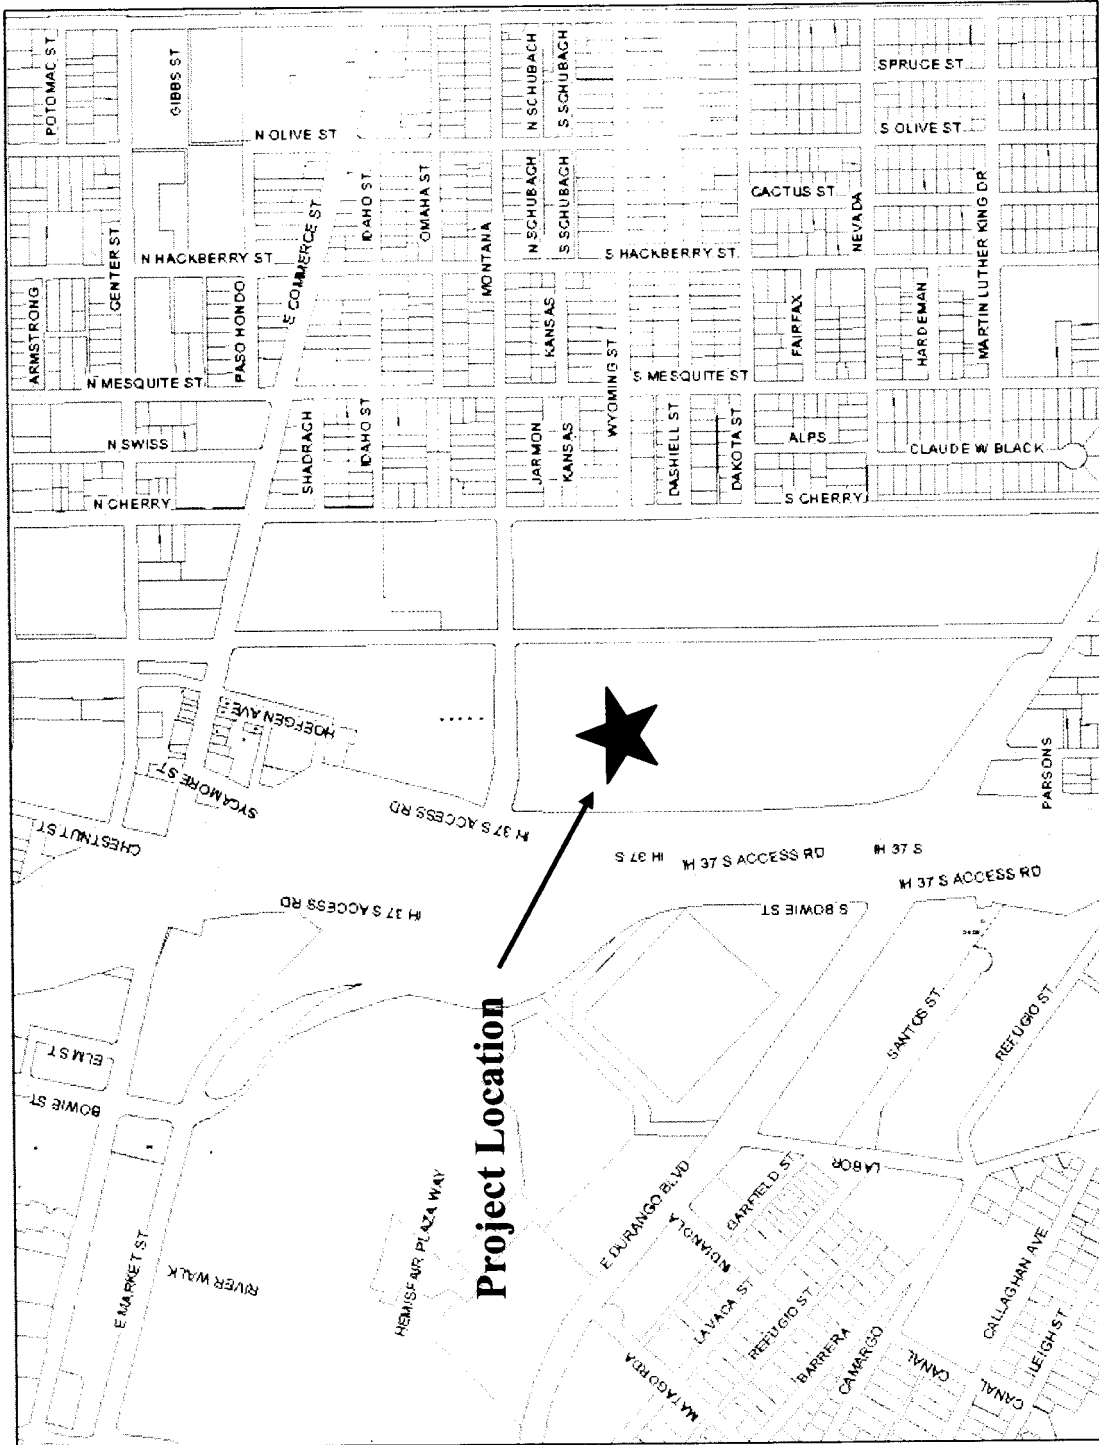 POTOMAC ST
GIBBS ST
N OLIVE ST
N SCHUBACH
S SCHUBACH
SPRUCE ST
S OLIVE ST
CENTER ST
N HACKBERRY ST
E COMMERCE ST
IDAHO ST
OMAHA ST
MONTANA
N SCHUBACH
S SCHUBACH
S HACKBERRY ST
CACTUS ST
NEVADA
MARTIN LUTHER KING DR
ARMSTRONG
N MESQUITE ST
PASO HONDO
KANSAS
WYOMING ST
S MESQUITE ST
FAIRFAX
HARDEMAN
N SWISS
N CHERRY
SHADRACH
IDAHO ST
JARMON
KANSAS
DASHIELL ST
DAKOTA ST
ALPS
S CHERRY
CLAUDE W BLACK
HOEFGEN AVE
SYCAMORE ST
CHESTNUT ST
IH 37 S ACCESS RD
IH 37 S ACCESS RD
IH 37 S
IH 37 S ACCESS RD
IH 37 S
IH 37 S ACCESS RD
PARSONS
S BOWIE ST
Project Location
ELM ST
BOWIE ST
E MARKET ST
RIVER WALK
HEMISFAIR PLAZA WAY
E DURANGO BLVD
SANTOS ST
REFUGIO ST
LABOR
GARFIELD ST
INDIANOLA
LAVACA ST
REFUGIO ST
BARRERA
CAMARGO
MATAGORDA
CANAL
CANAL
CALLAGHAN AVE
LEIGH ST